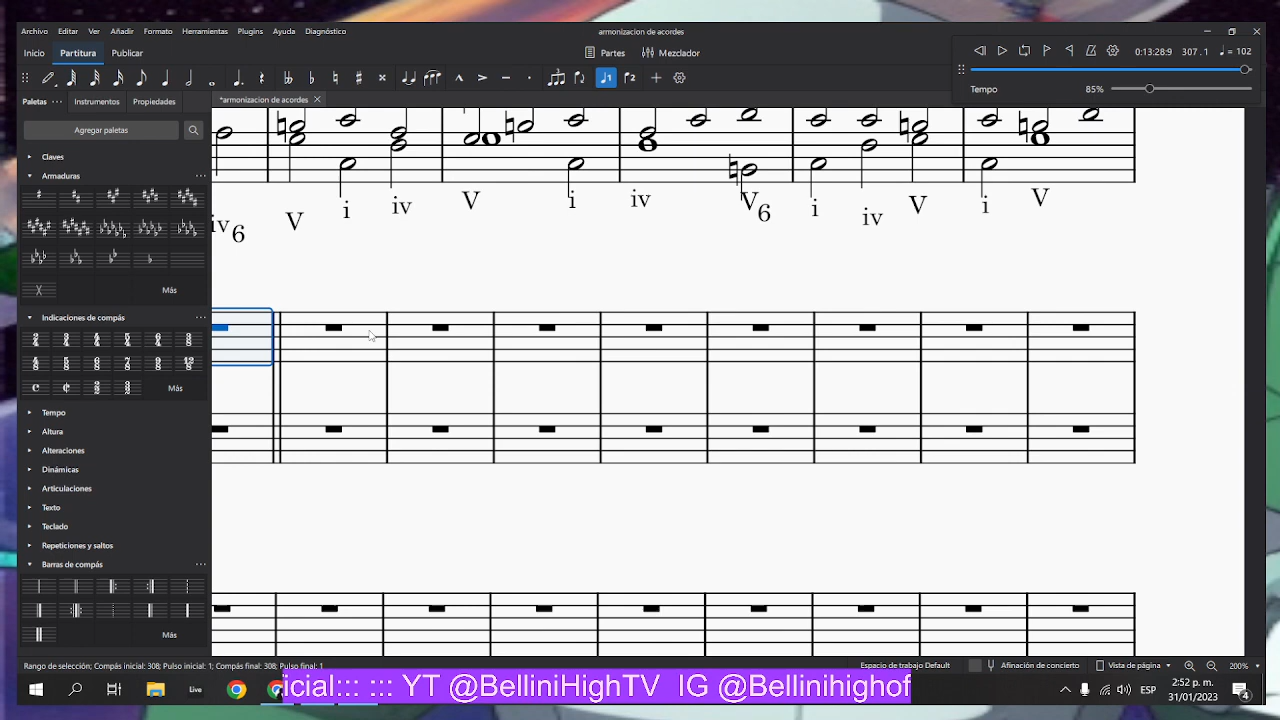 Archivo Editar Ver Añadir Formato Herramientas Plugins Ayuda Diagnóstico armonizacion de acordes
Inicio Partitura Publicar Partes Mezclador 0:13:28:9 307 .1 = 102
Tempo 85%
Paletas Instrumentos Propiedades *armonizacion de acordes
Agregar paletas
Claves
Armaduras
Más
Indicaciones de compás
Más
Tempo
Altura
Alteraciones
Dinámicas
Articulaciones
Texto
Teclado
Repeticiones y saltos
Barras de compás
Más
iv6 V i iv V i iv V6 i iv V i V
Rango de selección; Compás inicial: 308; Pulso inicial: 1; Compás final: 308; Pulso final: 1
Espacio de trabajo Default Afinación de concierto Vista de página 200%
Live
icial::: ::: YT @BelliniHighTV IG @Bellinihighof
ESP 2:52 p. m.
31/01/2023 4